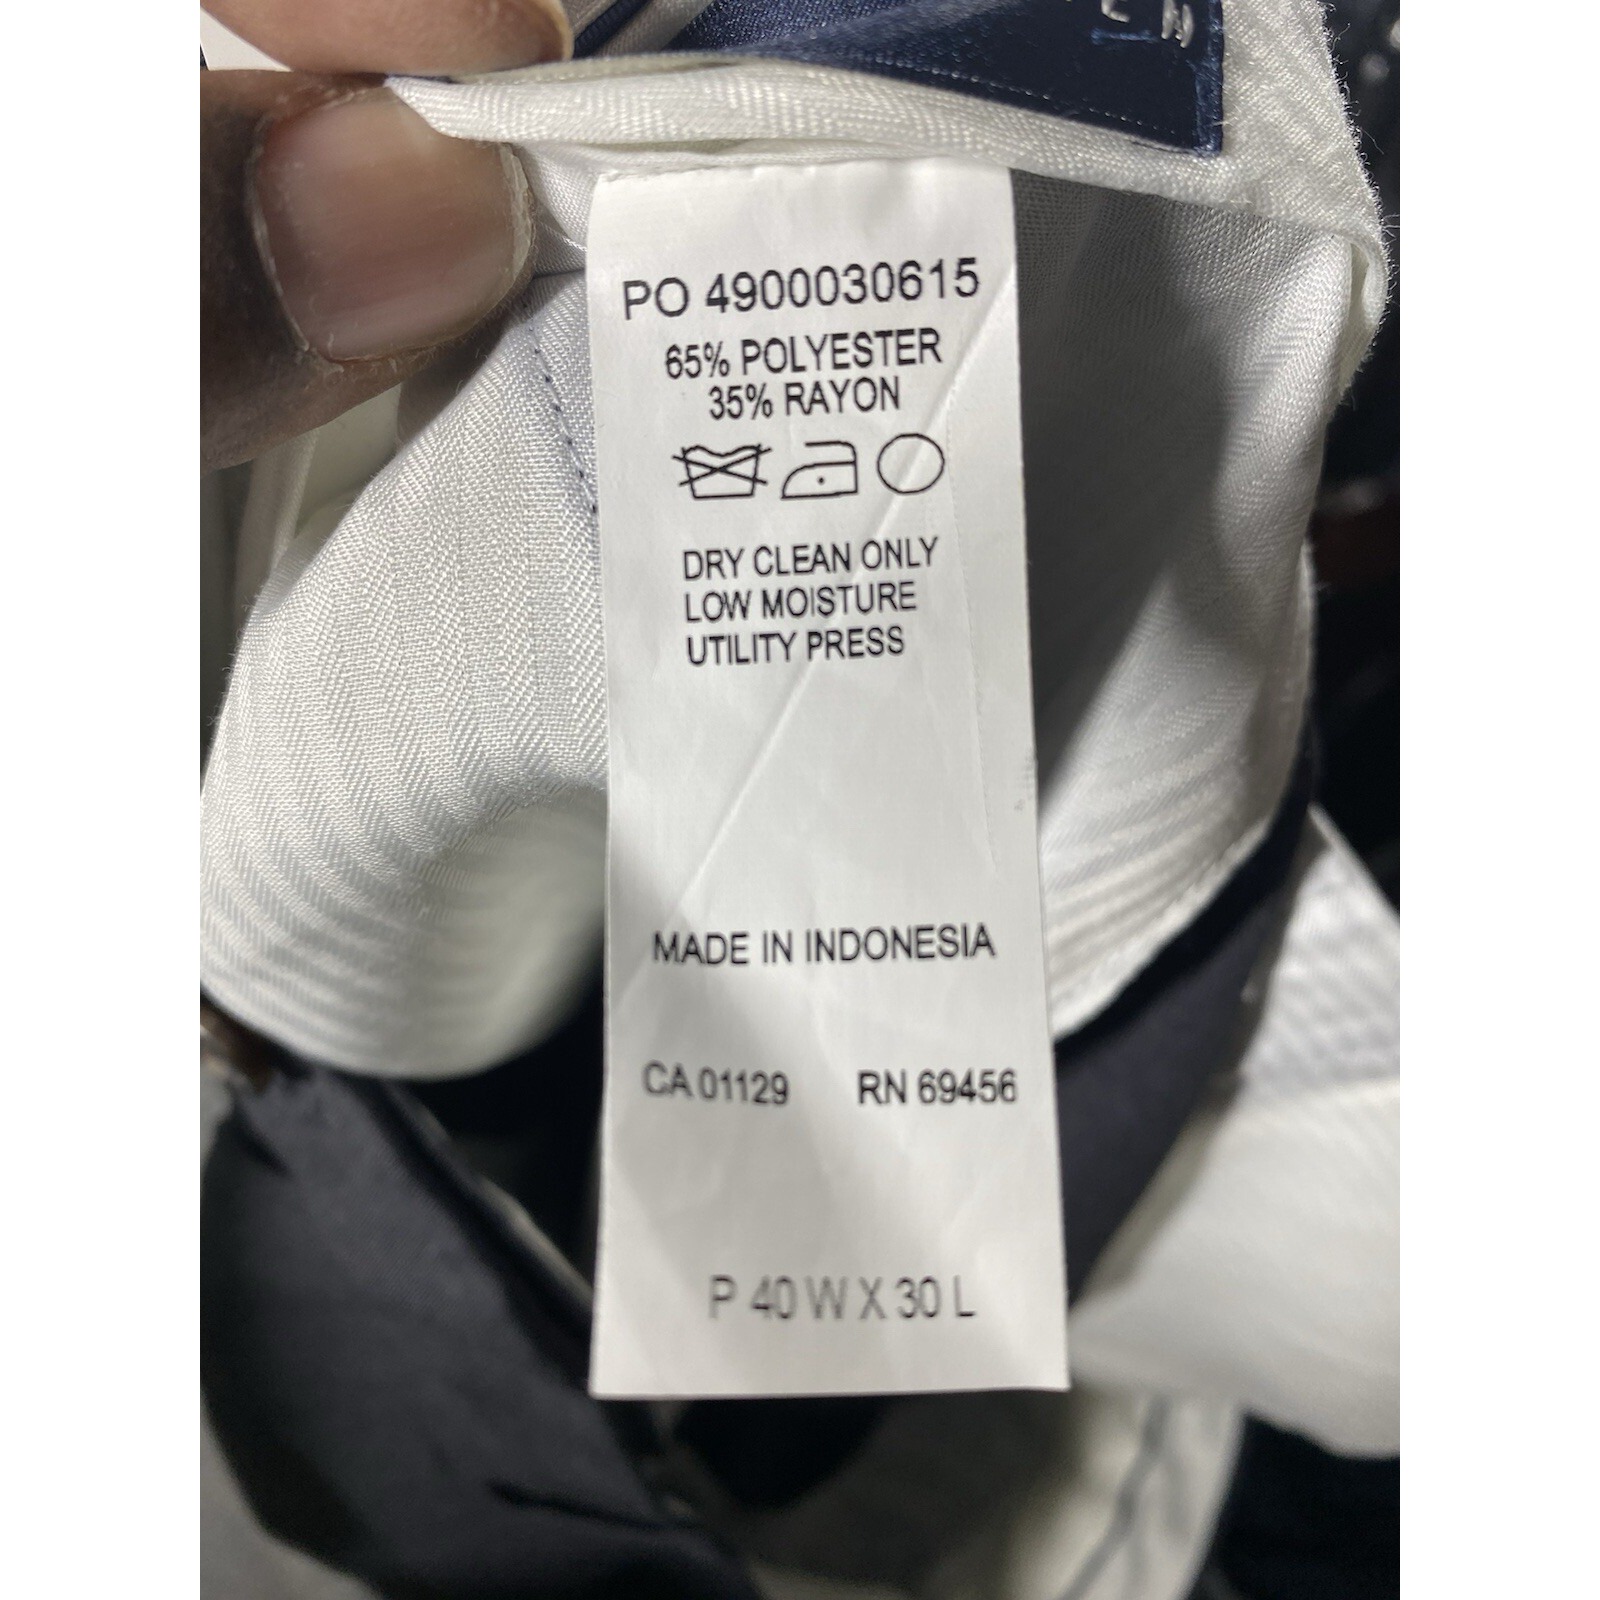 PO 4900030615
65% POLYESTER
35% RAYON
DRY CLEAN ONLY
LOW MOISTURE
UTILITY PRESS
MADE IN INDONESIA
CA 01129 RN 69456
P 40 W X 30 L